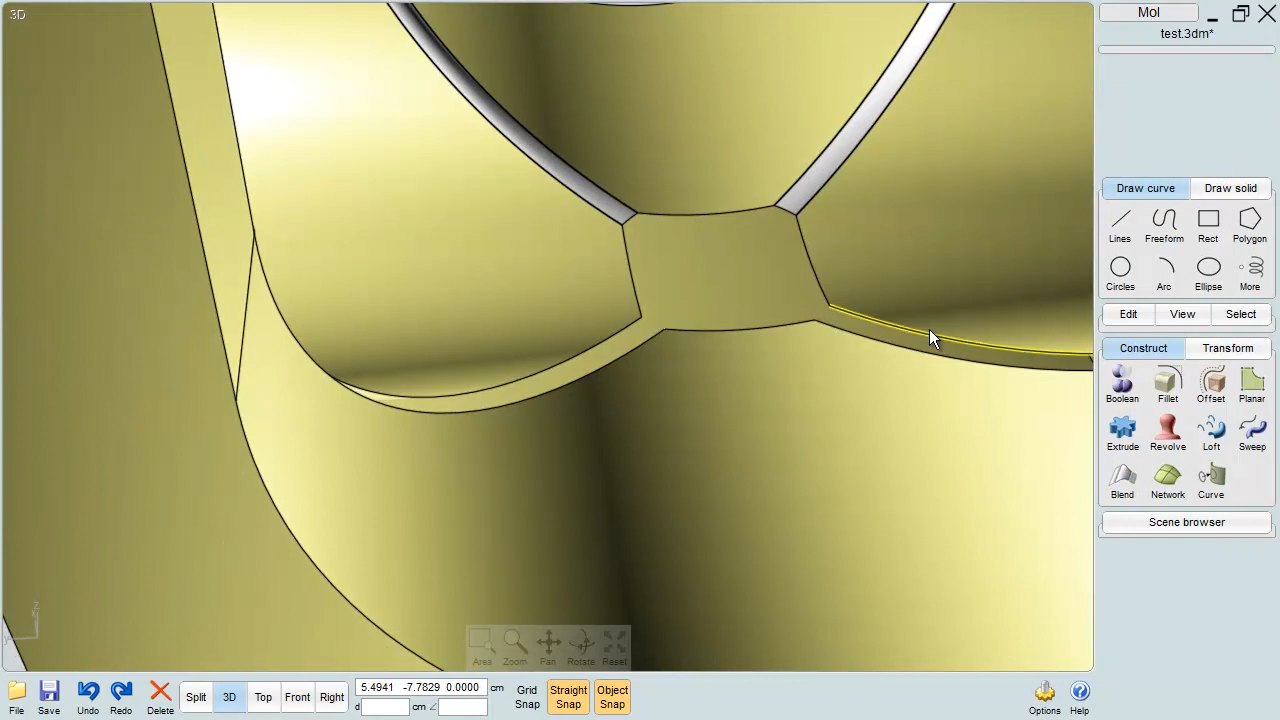 3D
MoI
test.3dm*
Draw curve Draw solid
Lines Freeform Rect Polygon
Circles Arc Ellipse More
Edit View Select
Construct Transform
Boolean Fillet Offset Planar
Extrude Revolve Loft Sweep
Blend Network Curve
Scene browser
z
y
Area Zoom Pan Rotate Reset
File Save Undo Redo Delete Split 3D Top Front Right
5.4941 -7.7829 0.0000 cm
d cm
Grid Snap
Straight Snap
Object Snap
Options Help